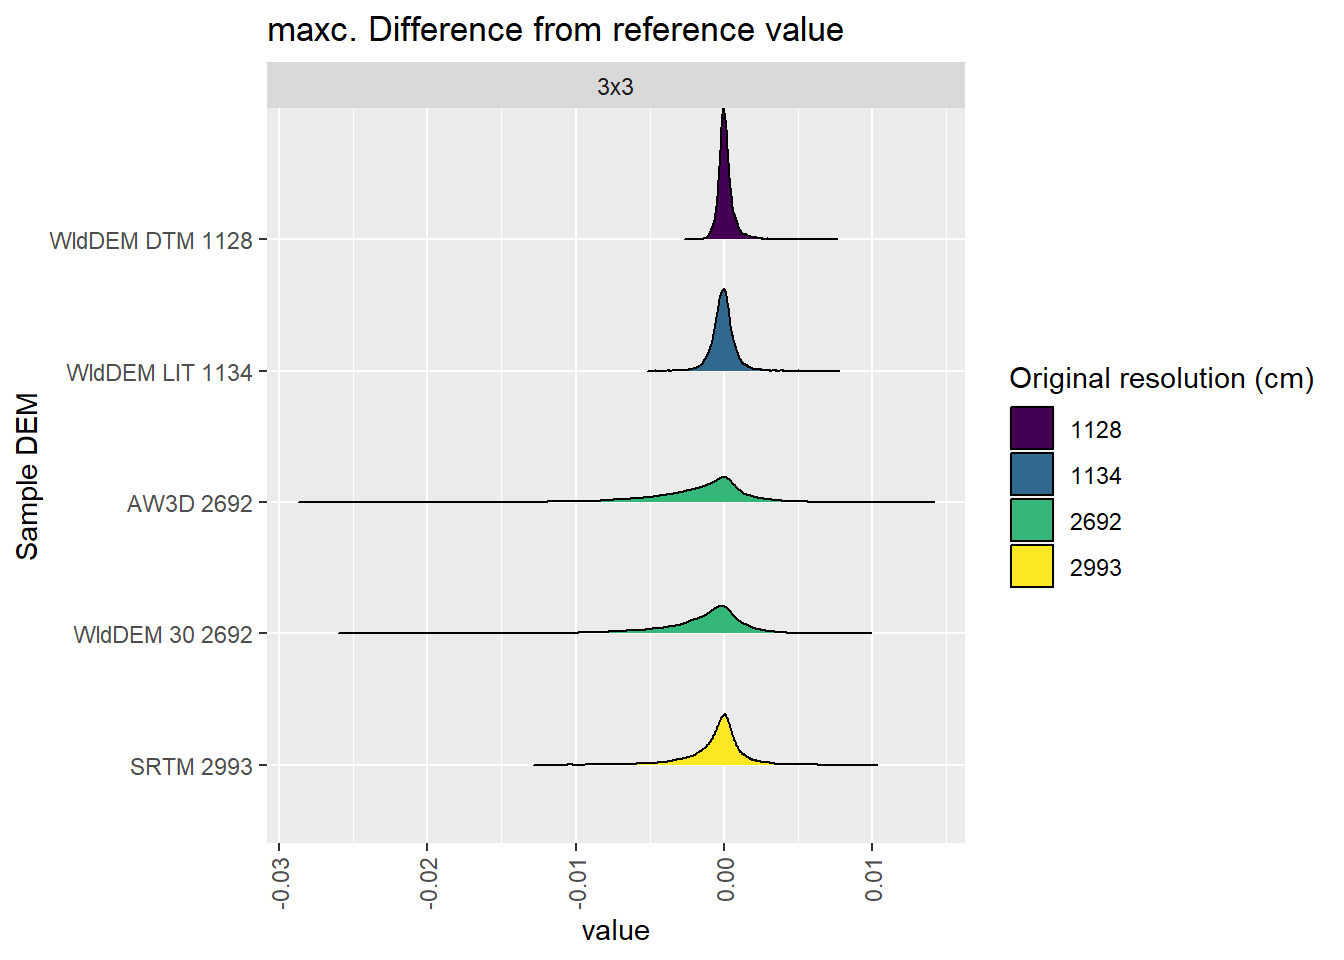 maxc. Difference from reference value
3x3
WldDEM DTM 1128
WldDEM LIT 1134
AW3D 2692
WldDEM 30 2692
SRTM 2993
Sample DEM
-0.03
-0.02
-0.01
0.00
0.01
value
Original resolution (cm)
1128
1134
2692
2993